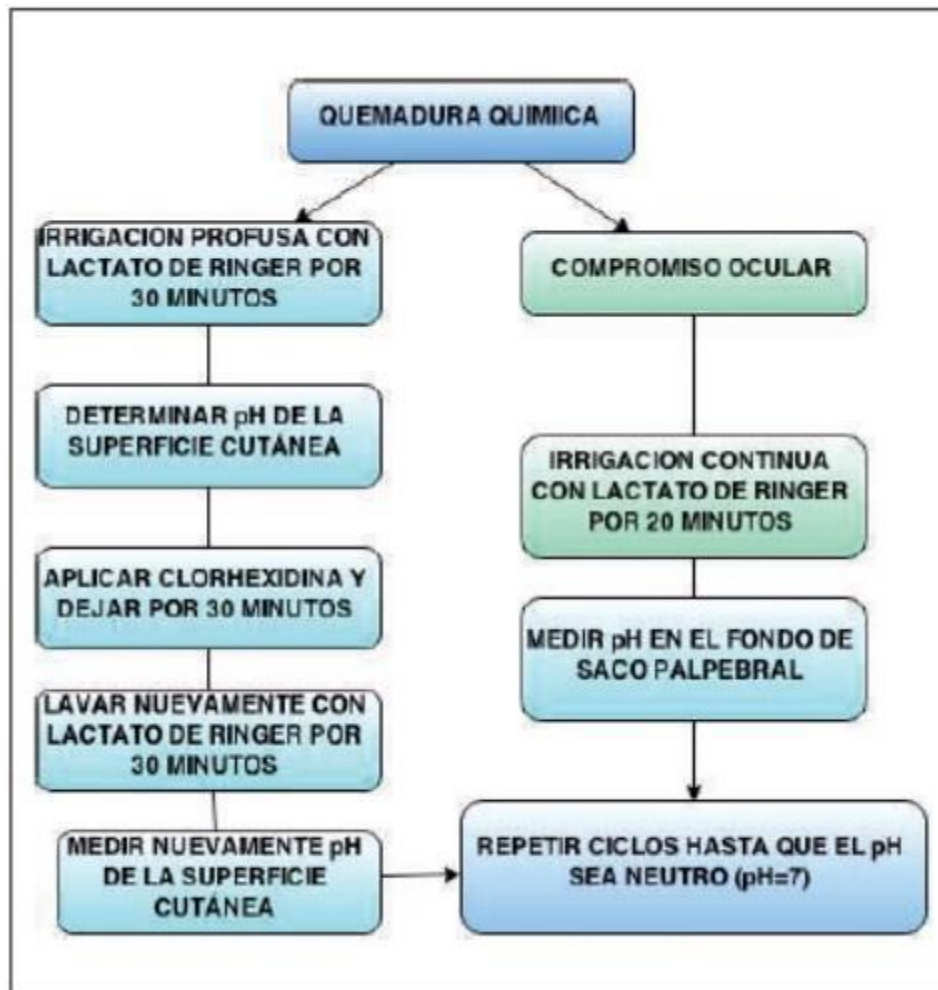 QUEMADURA QUIMIICA
IRRIGACION PROFUSA CON
LACTATO DE RINGER POR
30 MINUTOS
DETERMINAR pH DE LA
SUPERFICIE CUTÁNEA
APLICAR CLORHEXIDINA Y
DEJAR POR 30 MINUTOS
LAVAR NUEVAMENTE CON
LACTATO DE RINGER POR
30 MINUTOS
MEDIR NUEVAMENTE pH
DE LA SUPERFICIE
CUTÁNEA
COMPROMISO OCULAR
IRRIGACION CONTINUA
CON LACTATO DE RINGER
POR 20 MINUTOS
MEDIR pH EN EL FONDO DE
SACO PALPEBRAL
REPETIR CICLOS HASTA QUE EL pH
SEA NEUTRO (pH=7)